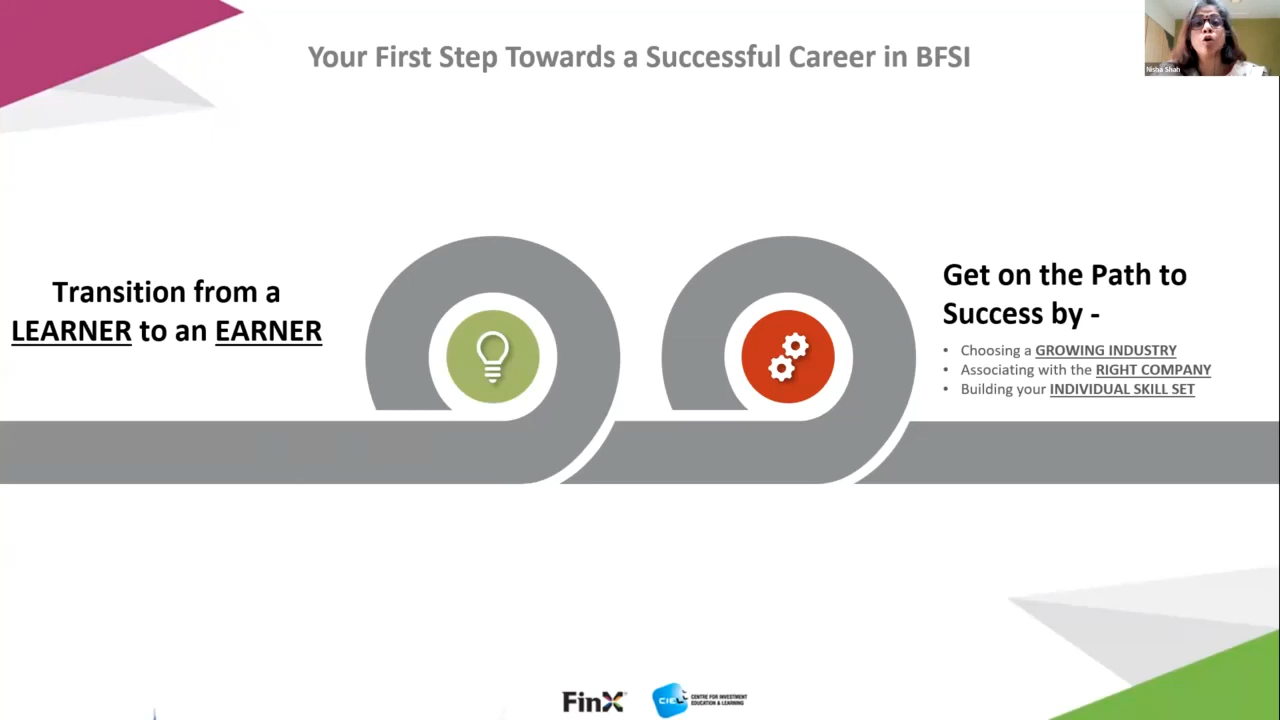 Your First Step Towards a Successful Career in BFSI
Nisha Shah
Transition from a
LEARNER to an EARNER
Get on the Path to
Success by -
• Choosing a GROWING INDUSTRY
• Associating with the RIGHT COMPANY
• Building your INDIVIDUAL SKILL SET
FinX
CIEL
CENTRE FOR INVESTMENT
EDUCATION & LEARNING